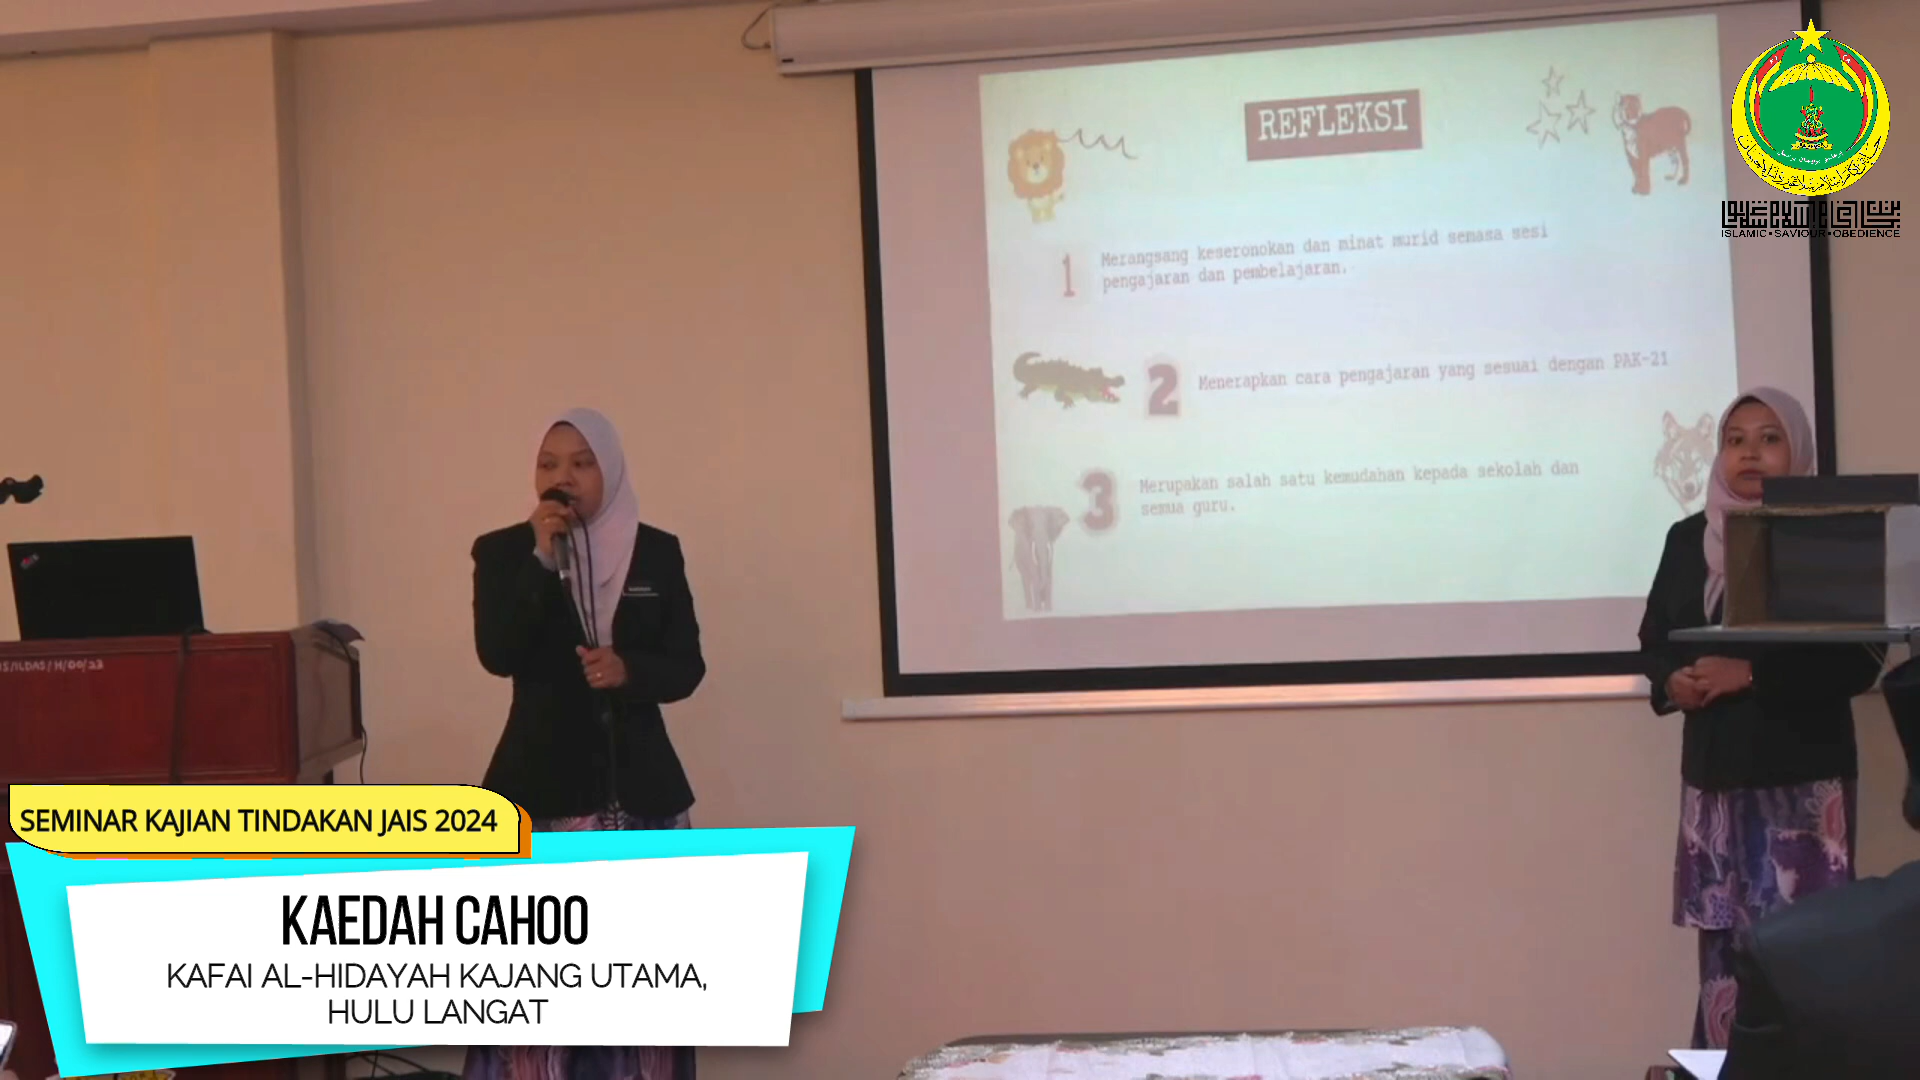 REFLEKSI
1
Merangsang keseronokan dan minat murid semasa sesi
pengajaran dan pembelajaran.
2
Menerapkan cara pengajaran yang sesuai dengan PAK-21
3
Merupakan salah satu kemudahan kepada sekolah dan
semua guru.
ISLAMIC•SAVIOUR•OBEDIENCE
SEMINAR KAJIAN TINDAKAN JAIS 2024
KAEDAH CAHOO
KAFAI AL-HIDAYAH KAJANG UTAMA,
HULU LANGAT